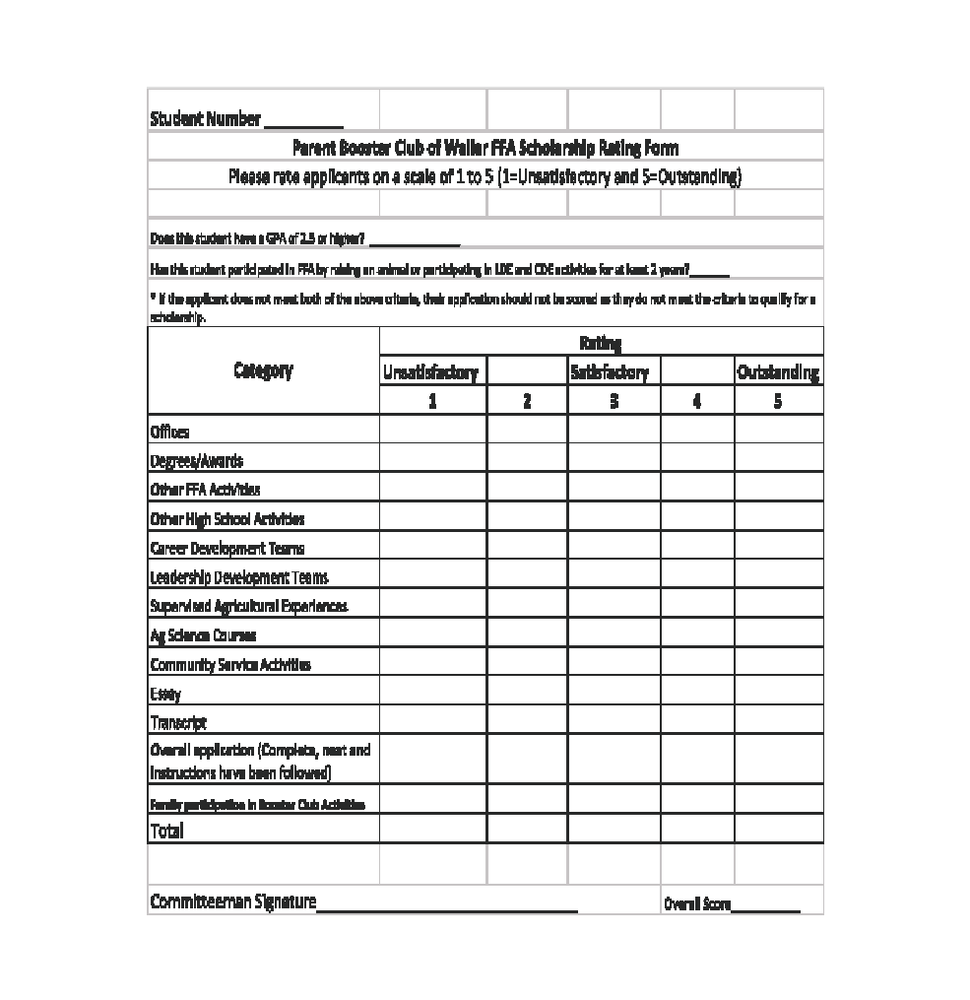 Student Number ________
Parent Booster Club of Waller FFA Scholarship Rating Form
Please rate applicants on a scale of 1 to 5 (1=Unsatisfactory and 5=Outstanding)
Does this student have a GPA of 2.5 or higher? ____________
Has this student participated in FFA by raising an animal or participating in LDE and CDE activities for at least 2 years?______
* If the applicant does not meet both of the above criteria, their application should not be scored as they do not meet the criteria to qualify for a
scholarship.
Rating
Category
Unsatisfactory Satisfactory Outstanding
1 2 3 4 5
Offices
Degrees/Awards
Other FFA Activities
Other High School Activities
Career Development Teams
Leadership Development Teams
Supervised Agricultural Experiences
Ag Science Courses
Community Service Activities
Essay
Transcript
Overall application (Complete, neat and
instructions have been followed)
Family participation in Booster Club Activities
Total
Committeeman Signature__________________________ Overall Score_________